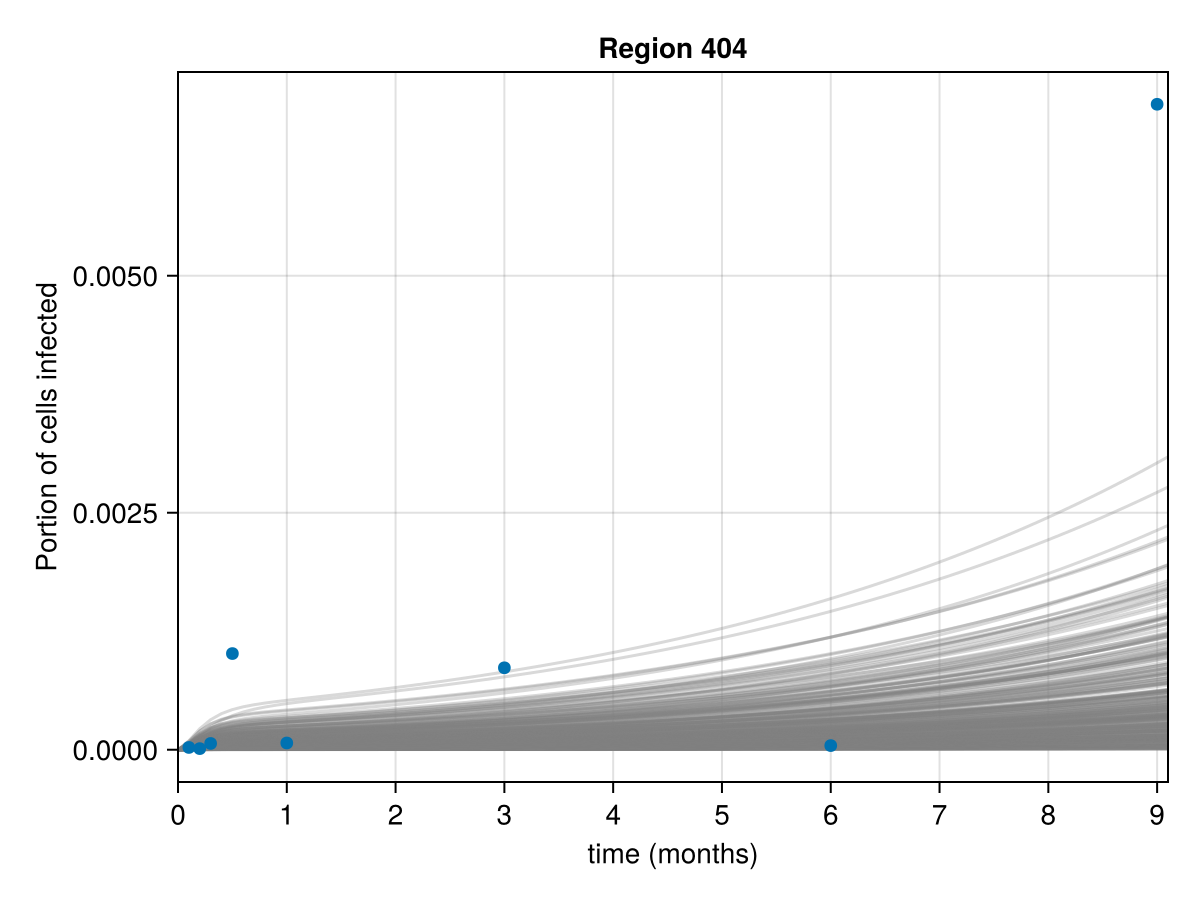 Region 404
Portion of cells infected
0.0050
0.0025
0.0000
0 1 2 3 4 5 6 7 8 9
time (months)